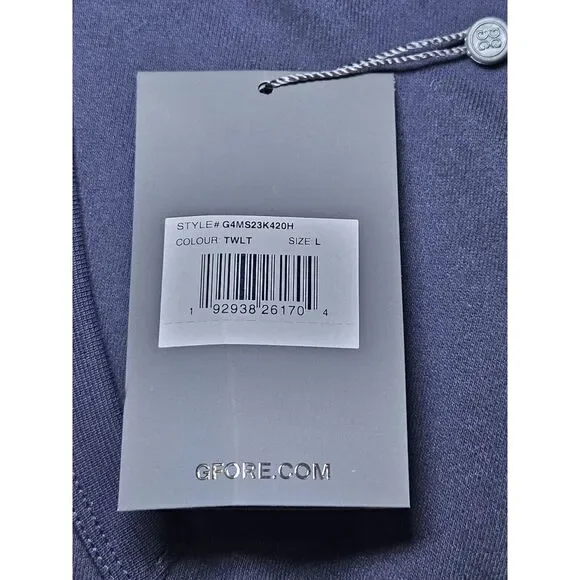 STYLE# G4MS23K420H
COLOUR: TWLT SIZE: L
1 92938 26170 4
GFORE.COM